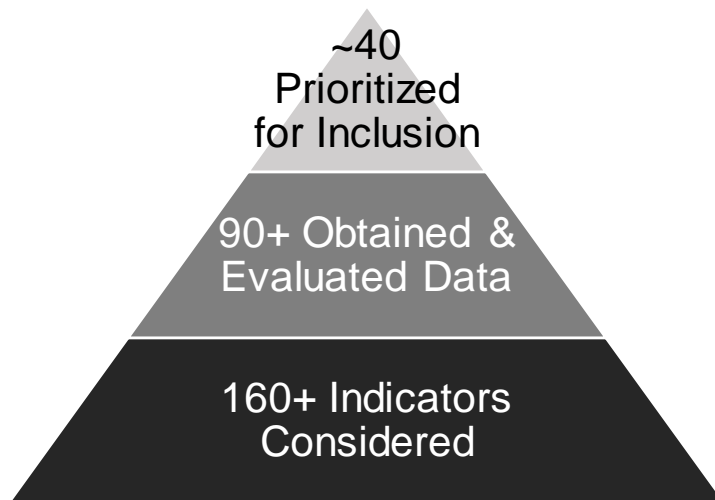 ~40
Prioritized
for Inclusion
90+ Obtained &
Evaluated Data
160+ Indicators
Considered